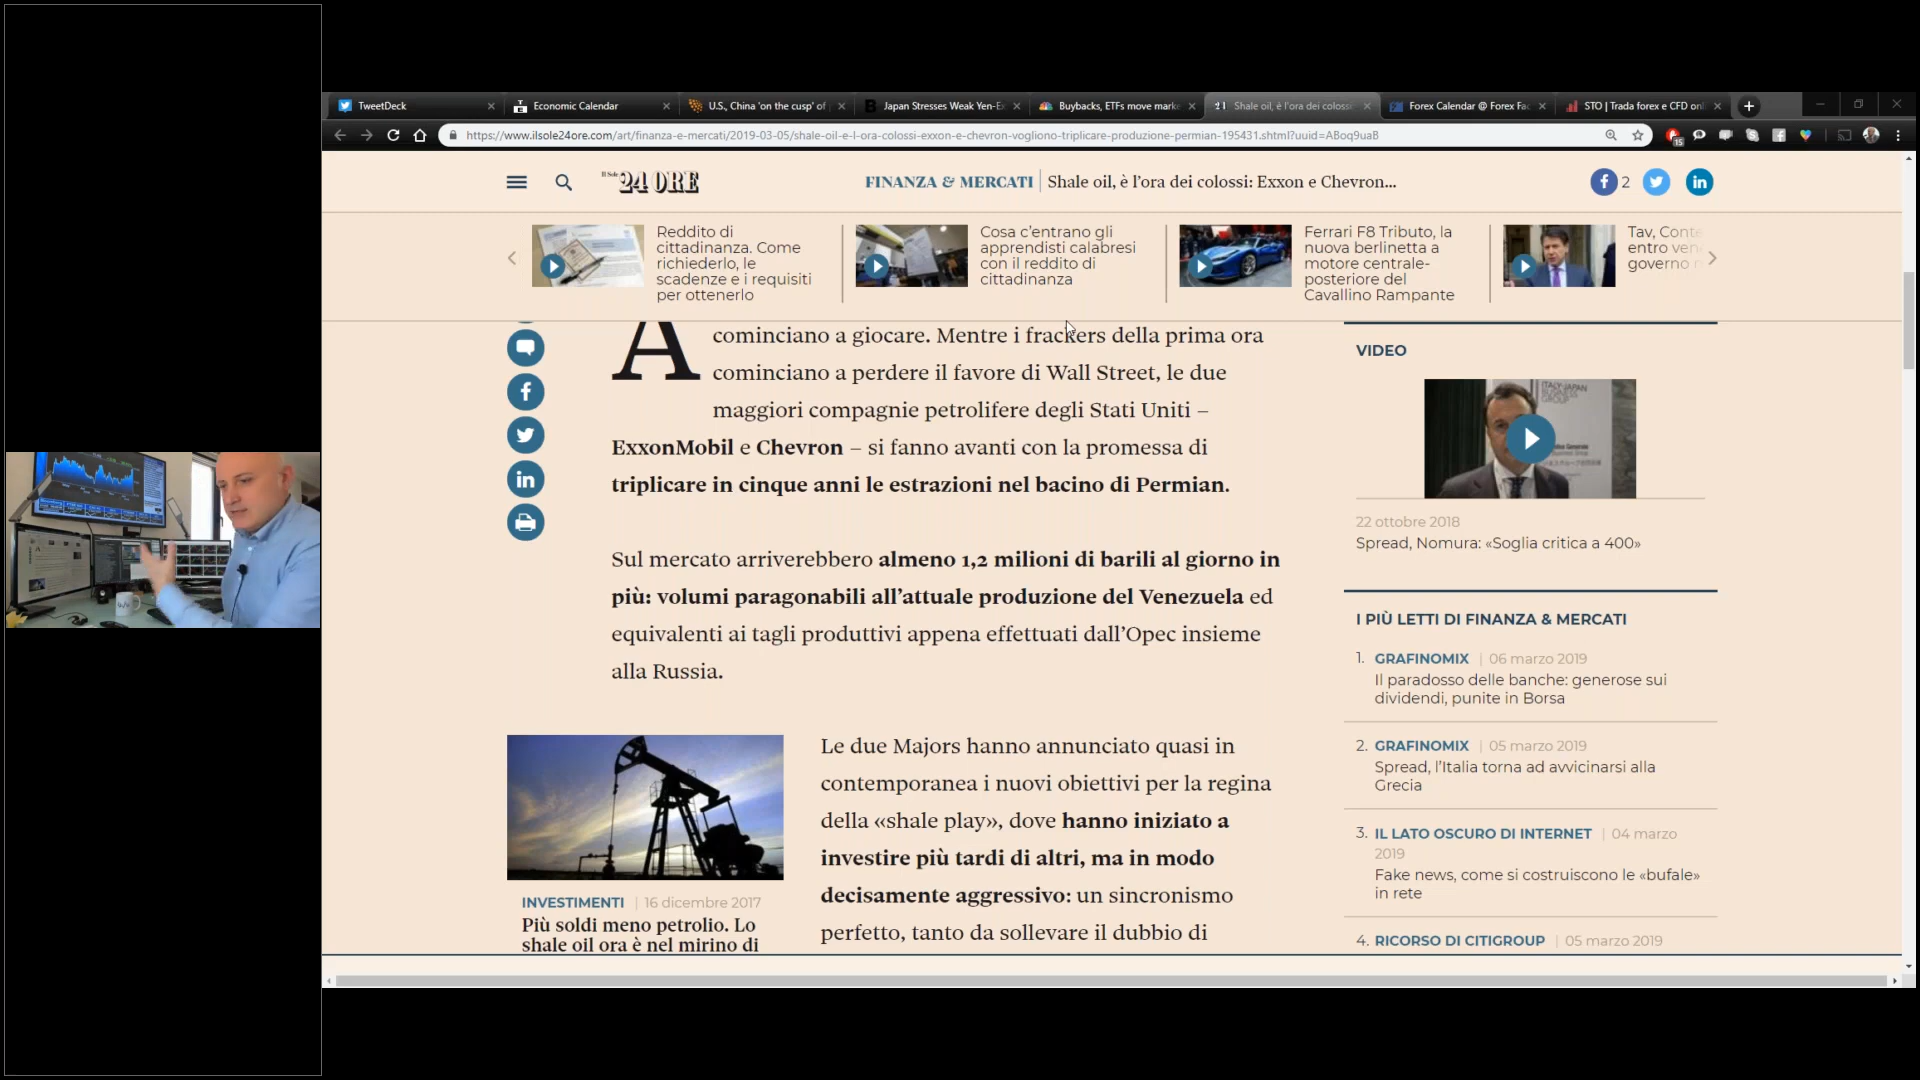 TweetDeck
Economic Calendar
U.S., China 'on the cusp' of
Japan Stresses Weak Yen-E
Buybacks, ETFs move mark
Shale oil, è l'ora dei coloss
Forex Calendar @ Forex Fac
STO | Trada forex e CFD onl
https://www.ilsole24ore.com/art/finanza-e-mercati/2019-03-05/shale-oil-e-l-ora-colossi-exxon-e-chevron-vogliono-triplicare-produzione-permian-195431.shtml?uuid=ABoq9uaB
15
Il Sole 24 ORE
FINANZA & MERCATI
Shale oil, è l'ora dei colossi: Exxon e Chevron...
2
Reddito di
cittadinanza. Come
richiederlo, le
scadenze e i requisiti
per ottenerlo
Cosa c'entrano gli
apprendisti calabresi
con il reddito di
cittadinanza
Ferrari F8 Tributo, la
nuova berlinetta a
motore centrale-
posteriore del
Cavallino Rampante
Tav, Conte
entro ven
governo n
A
cominciano a giocare. Mentre i frackers della prima ora
cominciano a perdere il favore di Wall Street, le due
maggiori compagnie petrolifere degli Stati Uniti –
ExxonMobil e Chevron – si fanno avanti con la promessa di
triplicare in cinque anni le estrazioni nel bacino di Permian.
Sul mercato arriverebbero almeno 1,2 milioni di barili al giorno in
più: volumi paragonabili all'attuale produzione del Venezuela ed
equivalenti ai tagli produttivi appena effettuati dall'Opec insieme
alla Russia.
INVESTIMENTI | 16 dicembre 2017
Più soldi meno petrolio. Lo
shale oil ora è nel mirino di
Le due Majors hanno annunciato quasi in
contemporanea i nuovi obiettivi per la regina
della «shale play», dove hanno iniziato a
investire più tardi di altri, ma in modo
decisamente aggressivo: un sincronismo
perfetto, tanto da sollevare il dubbio di
VIDEO
ITALY-JAPAN
BUSINESS
GROUP
22 ottobre 2018
Spread, Nomura: «Soglia critica a 400»
I PIÙ LETTI DI FINANZA & MERCATI
1. GRAFINOMIX | 06 marzo 2019
Il paradosso delle banche: generose sui
dividendi, punite in Borsa
2. GRAFINOMIX | 05 marzo 2019
Spread, l'Italia torna ad avvicinarsi alla
Grecia
3. IL LATO OSCURO DI INTERNET | 04 marzo
2019
Fake news, come si costruiscono le «bufale»
in rete
4. RICORSO DI CITIGROUP | 05 marzo 2019